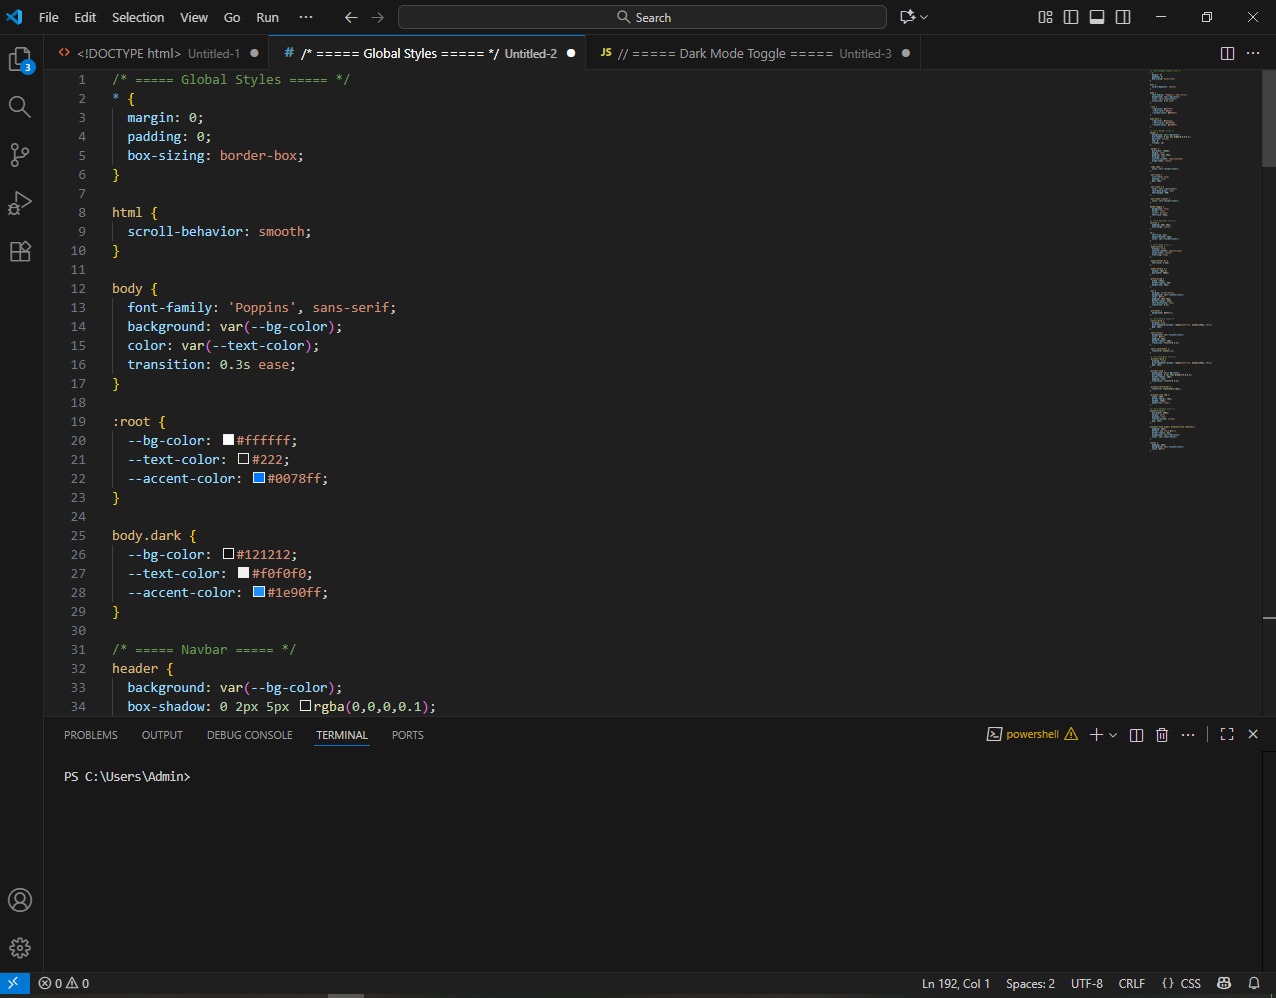 File Edit Selection View Go Run ··· Search
<!DOCTYPE html> Untitled-1 # /* ===== Global Styles ===== */ Untitled-2 JS // ===== Dark Mode Toggle ===== Untitled-3
3
1 /* ===== Global Styles ===== */
2 * {
3 margin: 0;
4 padding: 0;
5 box-sizing: border-box;
6 }
7
8 html {
9 scroll-behavior: smooth;
10 }
11
12 body {
13 font-family: 'Poppins', sans-serif;
14 background: var(--bg-color);
15 color: var(--text-color);
16 transition: 0.3s ease;
17 }
18
19 :root {
20 --bg-color: #ffffff;
21 --text-color: #222;
22 --accent-color: #0078ff;
23 }
24
25 body.dark {
26 --bg-color: #121212;
27 --text-color: #f0f0f0;
28 --accent-color: #1e90ff;
29 }
30
31 /* ===== Navbar ===== */
32 header {
33 background: var(--bg-color);
34 box-shadow: 0 2px 5px rgba(0,0,0,0.1);
PROBLEMS OUTPUT DEBUG CONSOLE TERMINAL PORTS powershell
PS C:\Users\Admin>
0 0 Ln 192, Col 1 Spaces: 2 UTF-8 CRLF {} CSS